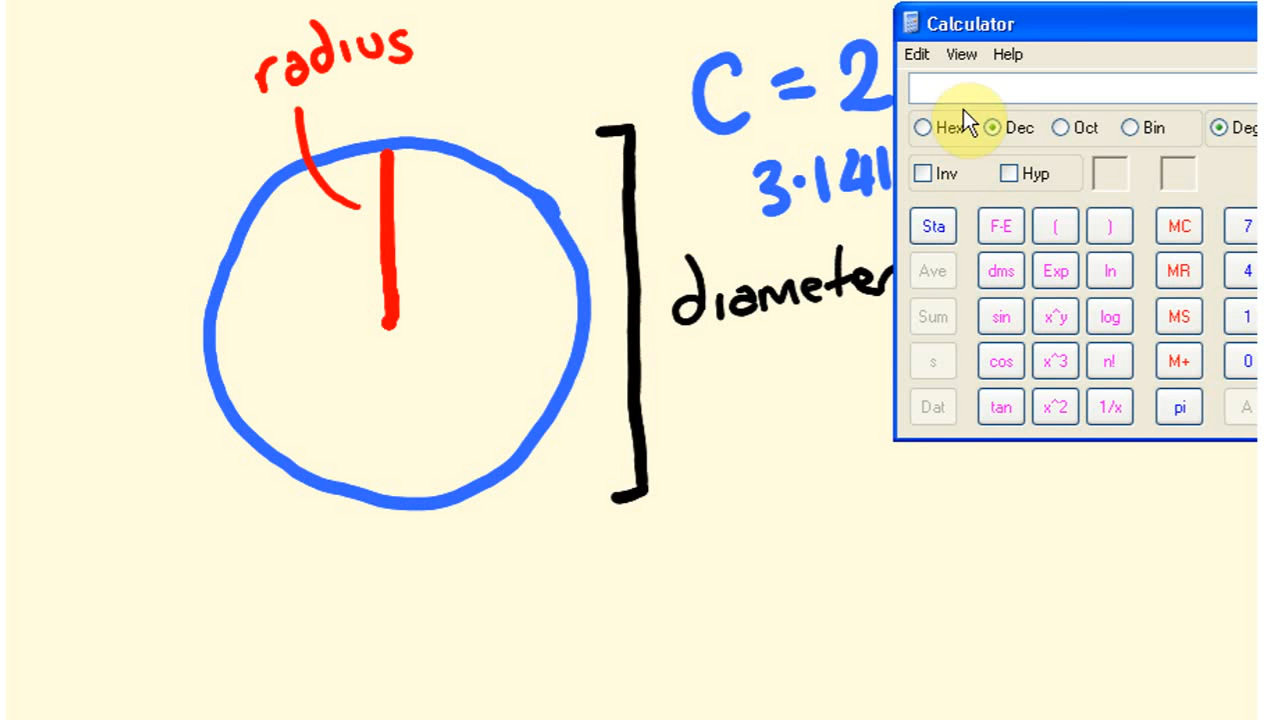 radius
C = 2
3.141
diameter
Calculator
Edit View Help
Hex Dec Oct Bin Deg
Inv Hyp
Sta F-E ( ) MC 7
Ave dms Exp ln MR 4
Sum sin x^y log MS 1
s cos x^3 n! M+ 0
Dat tan x^2 1/x pi A